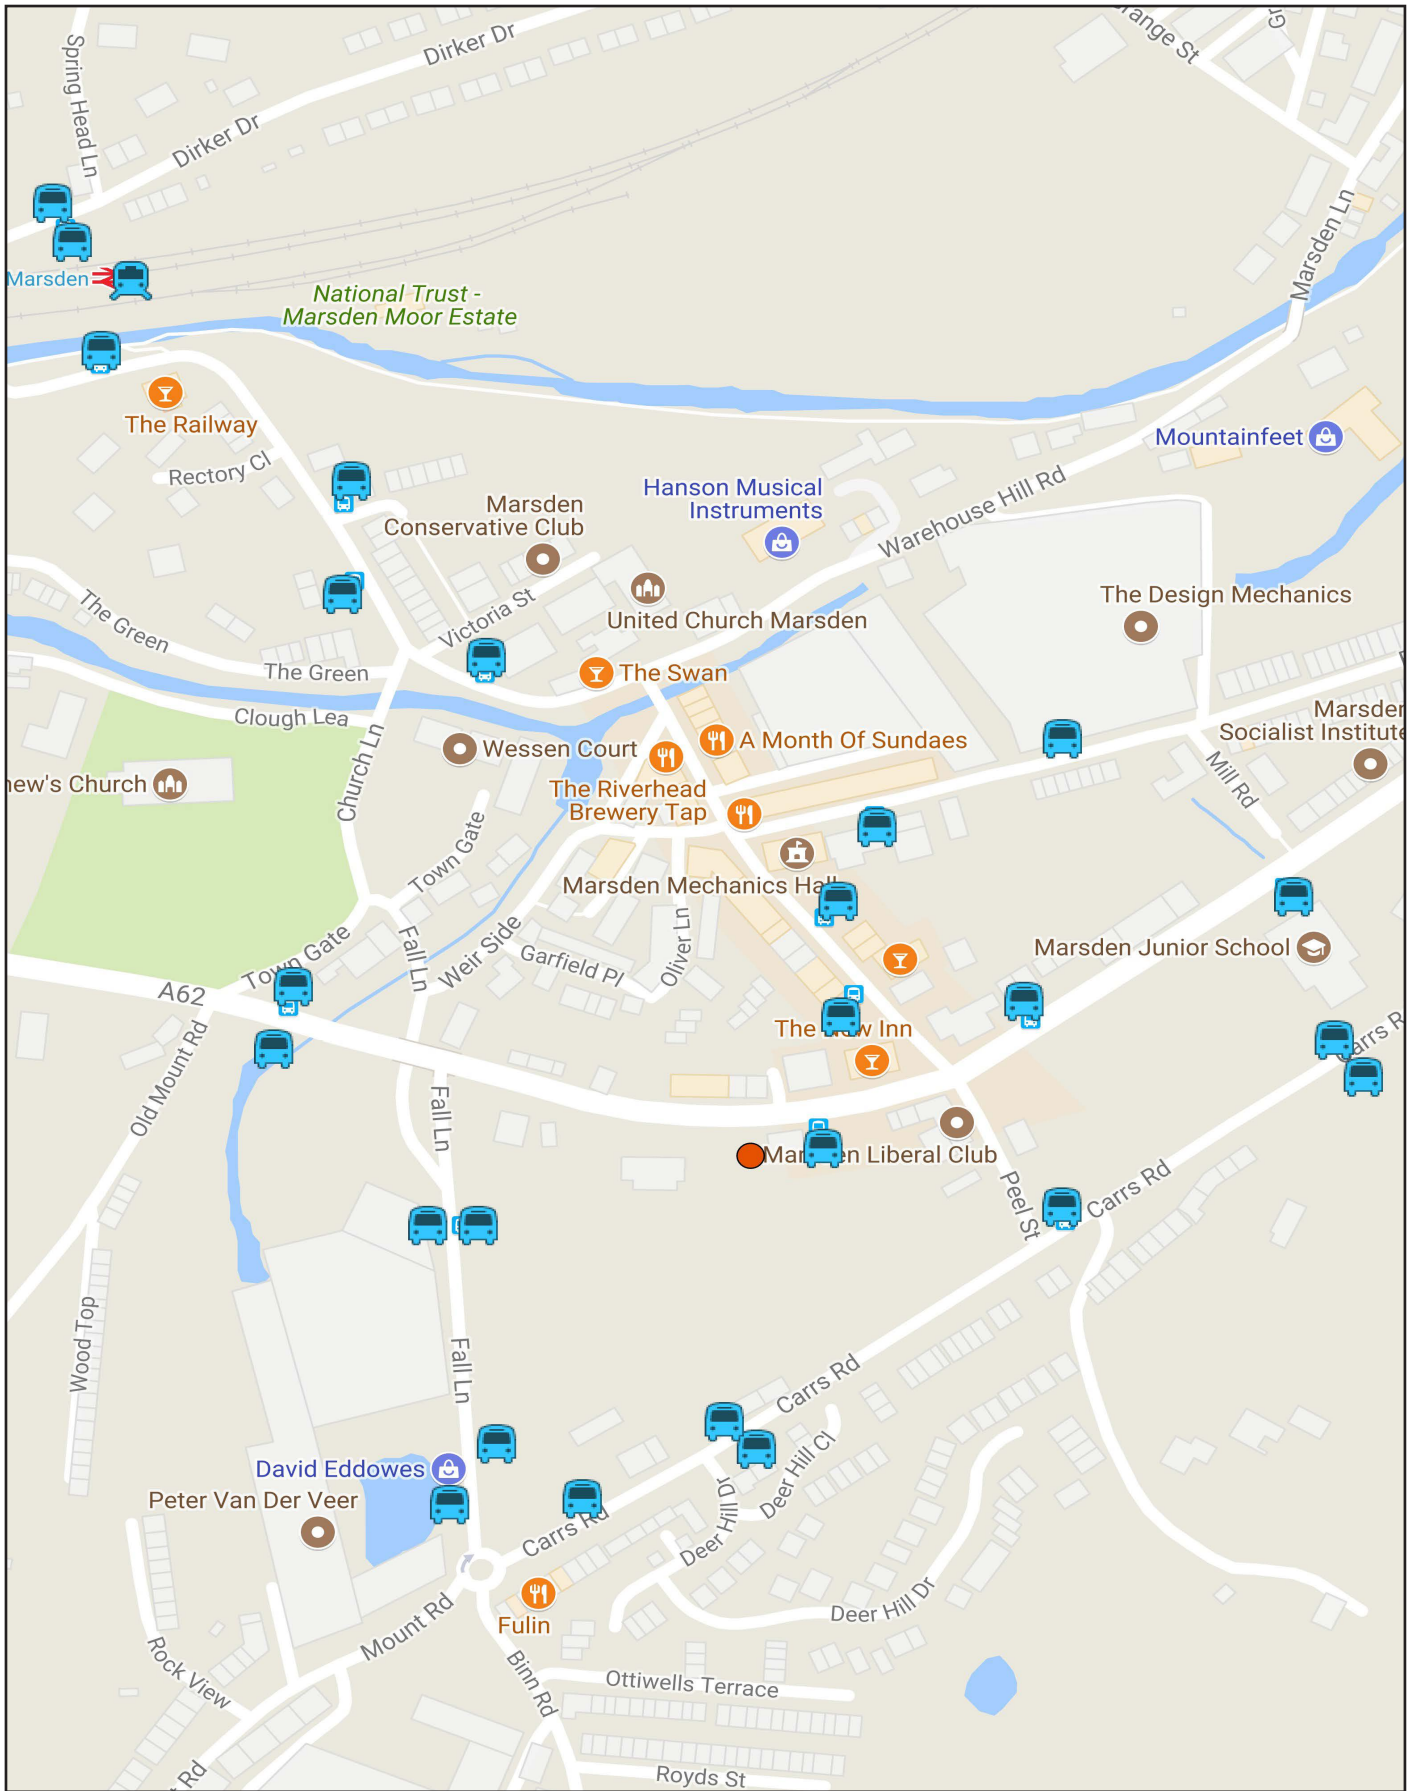 Spring Head Ln
Dirker Dr
Dirker Dr
Marsden
National Trust -
Marsden Moor Estate
Marsden Ln
The Railway
Rectory Cl
Mountainfeet
Hanson Musical
Instruments
Marsden
Conservative Club
Warehouse Hill Rd
The Design Mechanics
The Green
Victoria St
United Church Marsden
The Green
The Swan
Clough Lea
Church Ln
Wessen Court
A Month Of Sundaes
Socialist Institute
Mill Rd
The Riverhead
Brewery Tap
Town Gate
Marsden Mechanics Hall
Oliver Ln
Weir Side
Garfield Pl
Fall Ln
Town Gate
Marsden Junior School
A62
Old Mount Rd
The New Inn
Fall Ln
Marsden Liberal Club
Peel St
Carrs Rd
Wood Top
Fall Ln
Carrs Rd
Deer Hill Cl
Deer Hill Dr
David Eddowes
Peter Van Der Veer
Carrs Rd
Deer Hill Dr
Fulin
Mount Rd
Rock View
Binn Rd
Ottiwells Terrace
Royds St